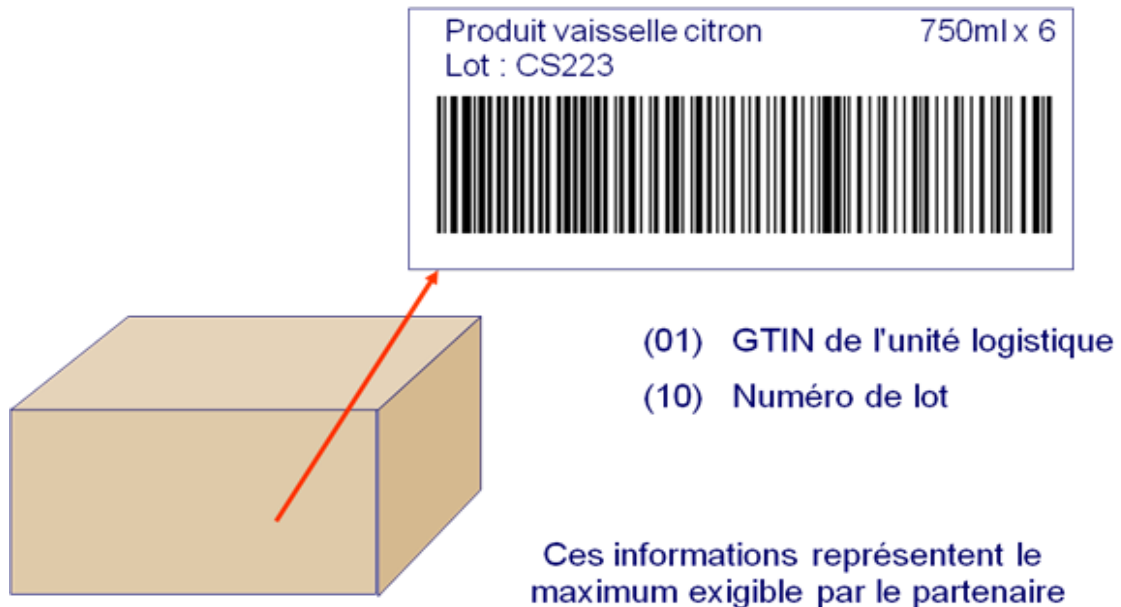 Produit vaisselle citron 750ml x 6
Lot : CS223
(01) GTIN de l'unité logistique
(10) Numéro de lot
Ces informations représentent le
maximum exigible par le partenaire